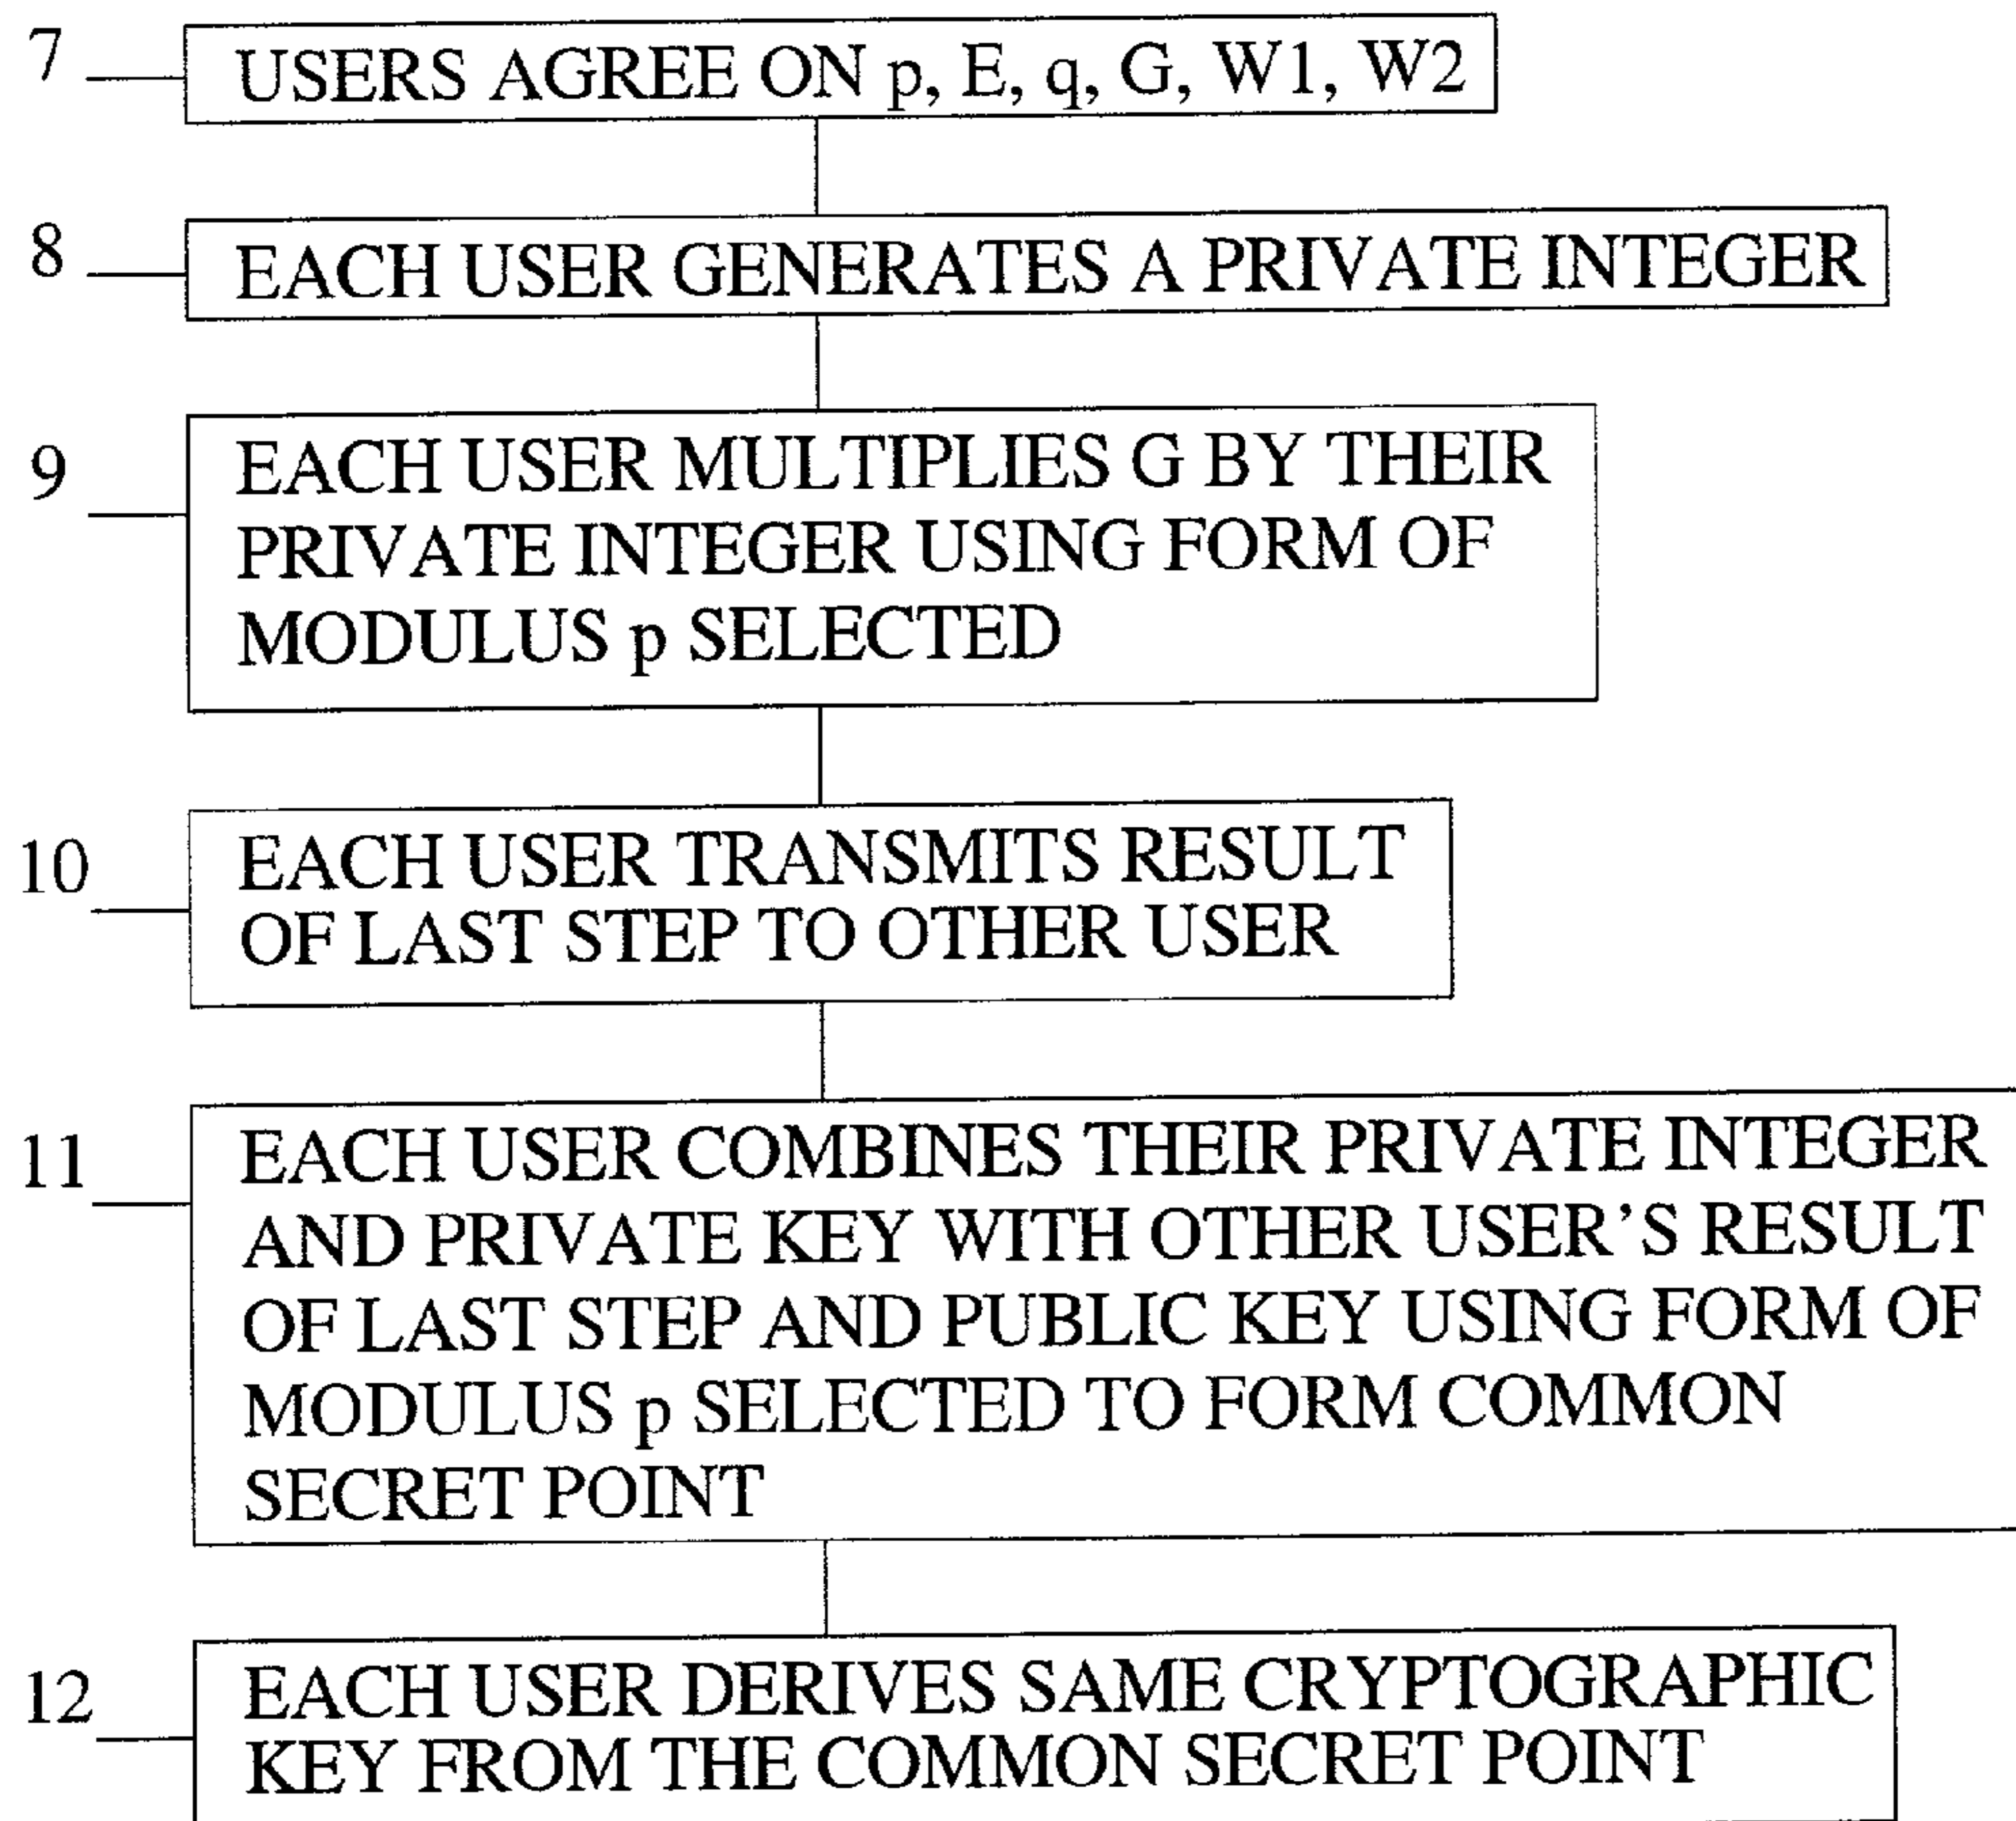 7
USERS AGREE ON p, E, q, G, W1, W2
8
EACH USER GENERATES A PRIVATE INTEGER
9
EACH USER MULTIPLIES G BY THEIR
PRIVATE INTEGER USING FORM OF
MODULUS p SELECTED
10
EACH USER TRANSMITS RESULT
OF LAST STEP TO OTHER USER
11
EACH USER COMBINES THEIR PRIVATE INTEGER
AND PRIVATE KEY WITH OTHER USER’S RESULT
OF LAST STEP AND PUBLIC KEY USING FORM OF
MODULUS p SELECTED TO FORM COMMON
SECRET POINT
12
EACH USER DERIVES SAME CRYPTOGRAPHIC
KEY FROM THE COMMON SECRET POINT